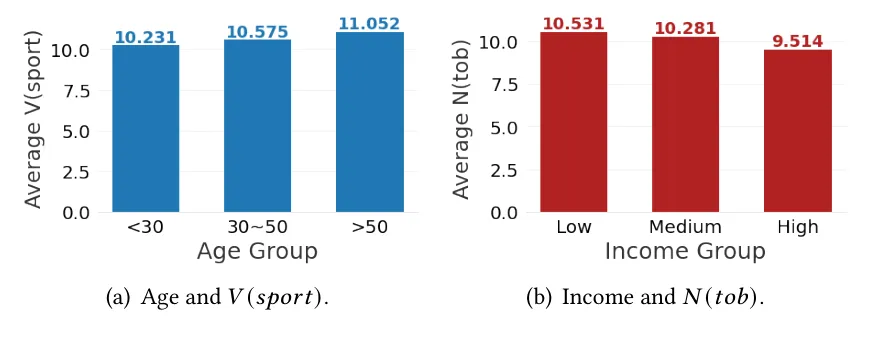 10.231 10.575 11.052
10.0
7.5
5.0
2.5
0.0
Average V(sport)
<30 30~50 >50
Age Group
(a) Age and V(sport).
10.531 10.281 9.514
10.0
7.5
5.0
2.5
0.0
Average N(tob)
Low Medium High
Income Group
(b) Income and N(tob).